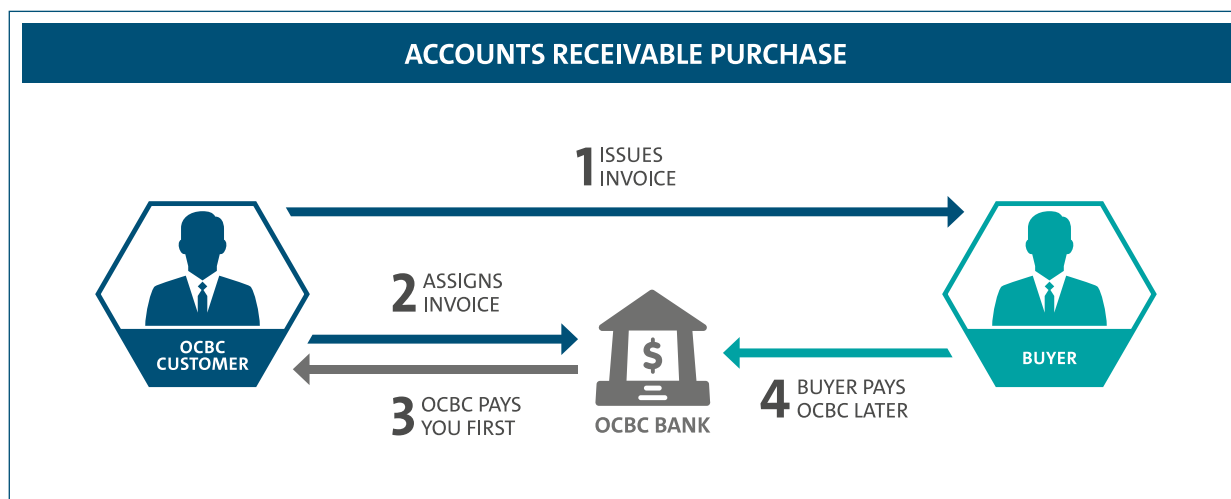 ACCOUNTS RECEIVABLE PURCHASE
1 ISSUES
INVOICE
2 ASSIGNS
INVOICE
OCBC
CUSTOMER
$
BUYER
3 OCBC PAYS
YOU FIRST
OCBC BANK
4 BUYER PAYS
OCBC LATER